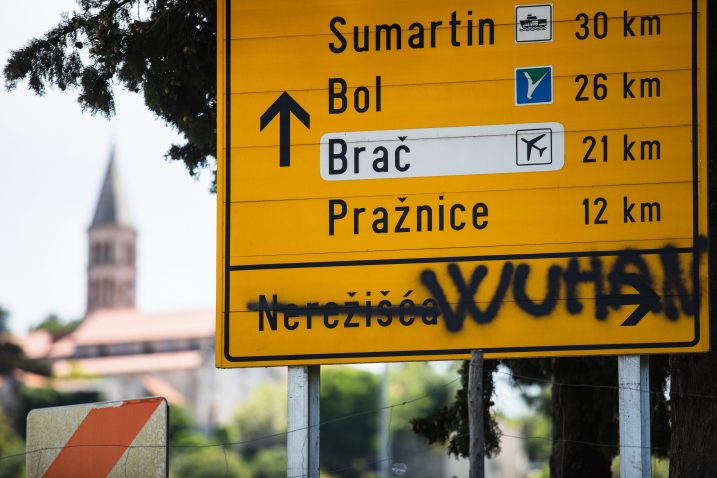 Sumartin 30 km
Bol 26 km
Brač 21 km
Pražnice 12 km
Nerežišća WUHAN